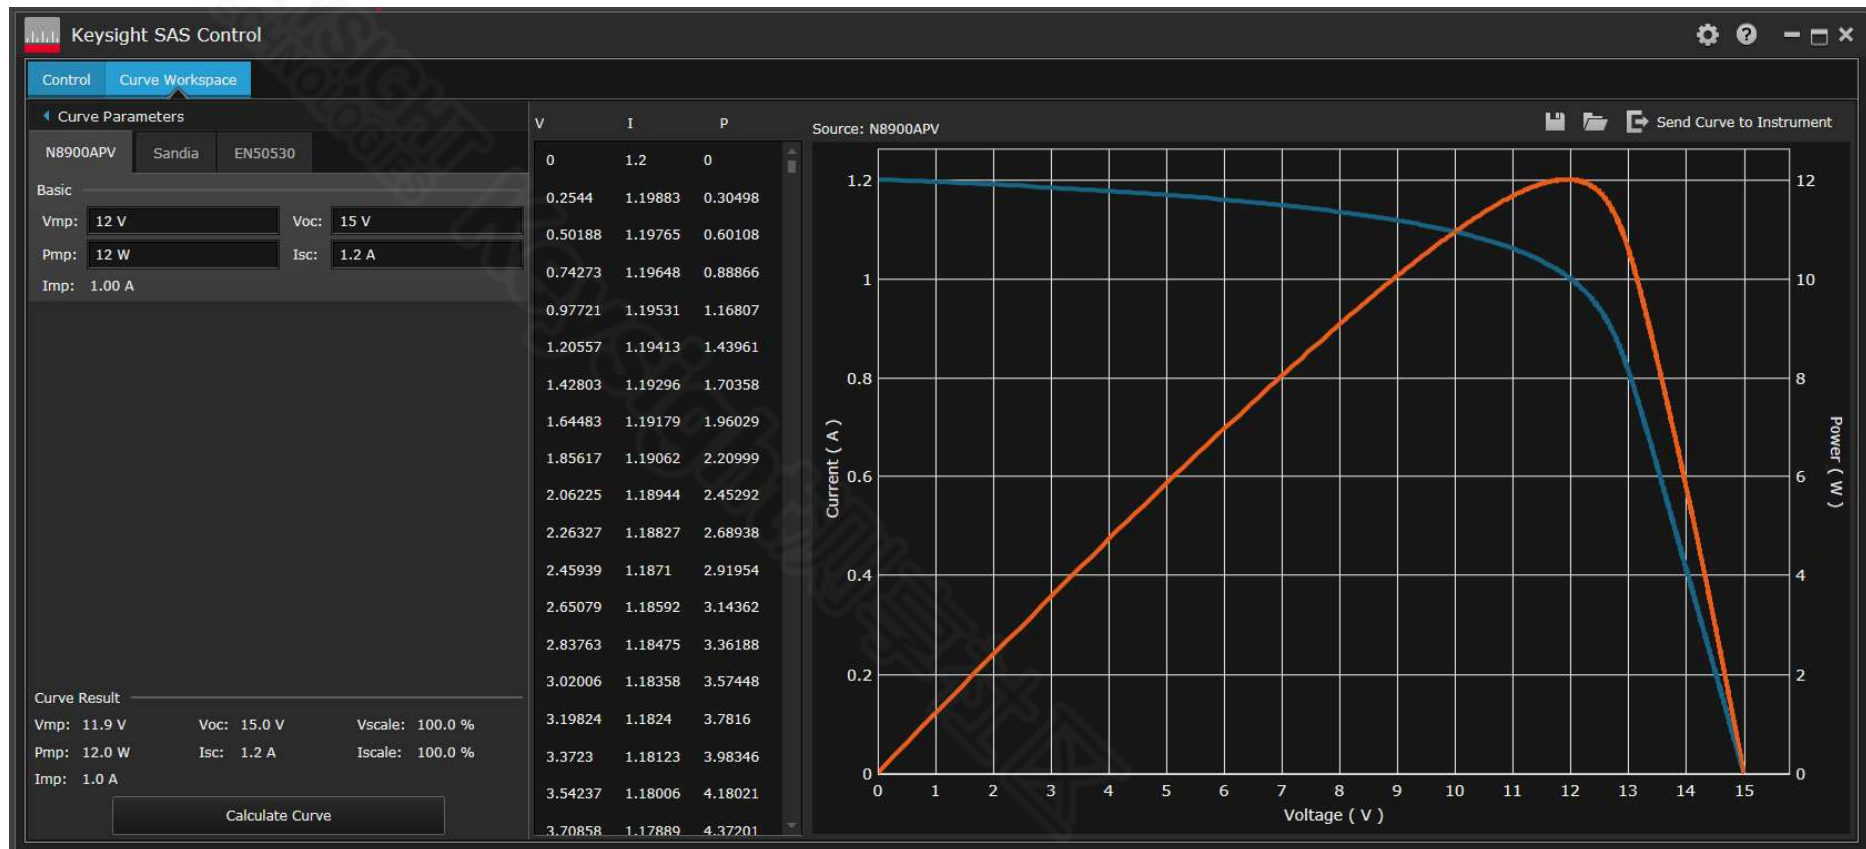 Keysight SAS Control
Control Curve Workspace
Curve Parameters
N8900APV Sandia EN50530
Basic
Vmp: 12 V Voc: 15 V
Pmp: 12 W Isc: 1.2 A
Imp: 1.00 A
Curve Result
Vmp: 11.9 V Voc: 15.0 V Vscale: 100.0 %
Pmp: 12.0 W Isc: 1.2 A Iscale: 100.0 %
Imp: 1.0 A
Calculate Curve
V I P
0 1.2 0
0.2544 1.19883 0.30498
0.50188 1.19765 0.60108
0.74273 1.19648 0.88866
0.97721 1.19531 1.16807
1.20557 1.19413 1.43961
1.42803 1.19296 1.70358
1.64483 1.19179 1.96029
1.85617 1.19062 2.20999
2.06225 1.18944 2.45292
2.26327 1.18827 2.68938
2.45939 1.1871 2.91954
2.65079 1.18592 3.14362
2.83763 1.18475 3.36188
3.02006 1.18358 3.57448
3.19824 1.1824 3.7816
3.3723 1.18123 3.98346
3.54237 1.18006 4.18021
3.70858 1.17889 4.37201
Source: N8900APV
Send Curve to Instrument
1.2
1
0.8
0.6
0.4
0.2
0
Current ( A )
12
10
8
6
4
2
0
Power ( W )
0 1 2 3 4 5 6 7 8 9 10 11 12 13 14 15
Voltage ( V )